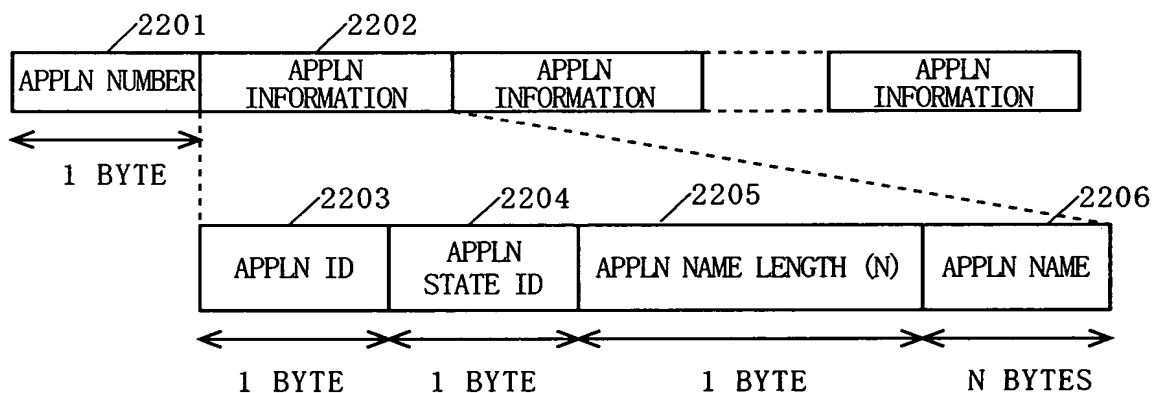 2201
2202
APPLN NUMBER
APPLN
INFORMATION
APPLN
INFORMATION
APPLN
INFORMATION
1 BYTE
2203
2204
2205
2206
APPLN ID
APPLN
STATE ID
APPLN NAME LENGTH (N)
APPLN NAME
1 BYTE
1 BYTE
1 BYTE
N BYTES